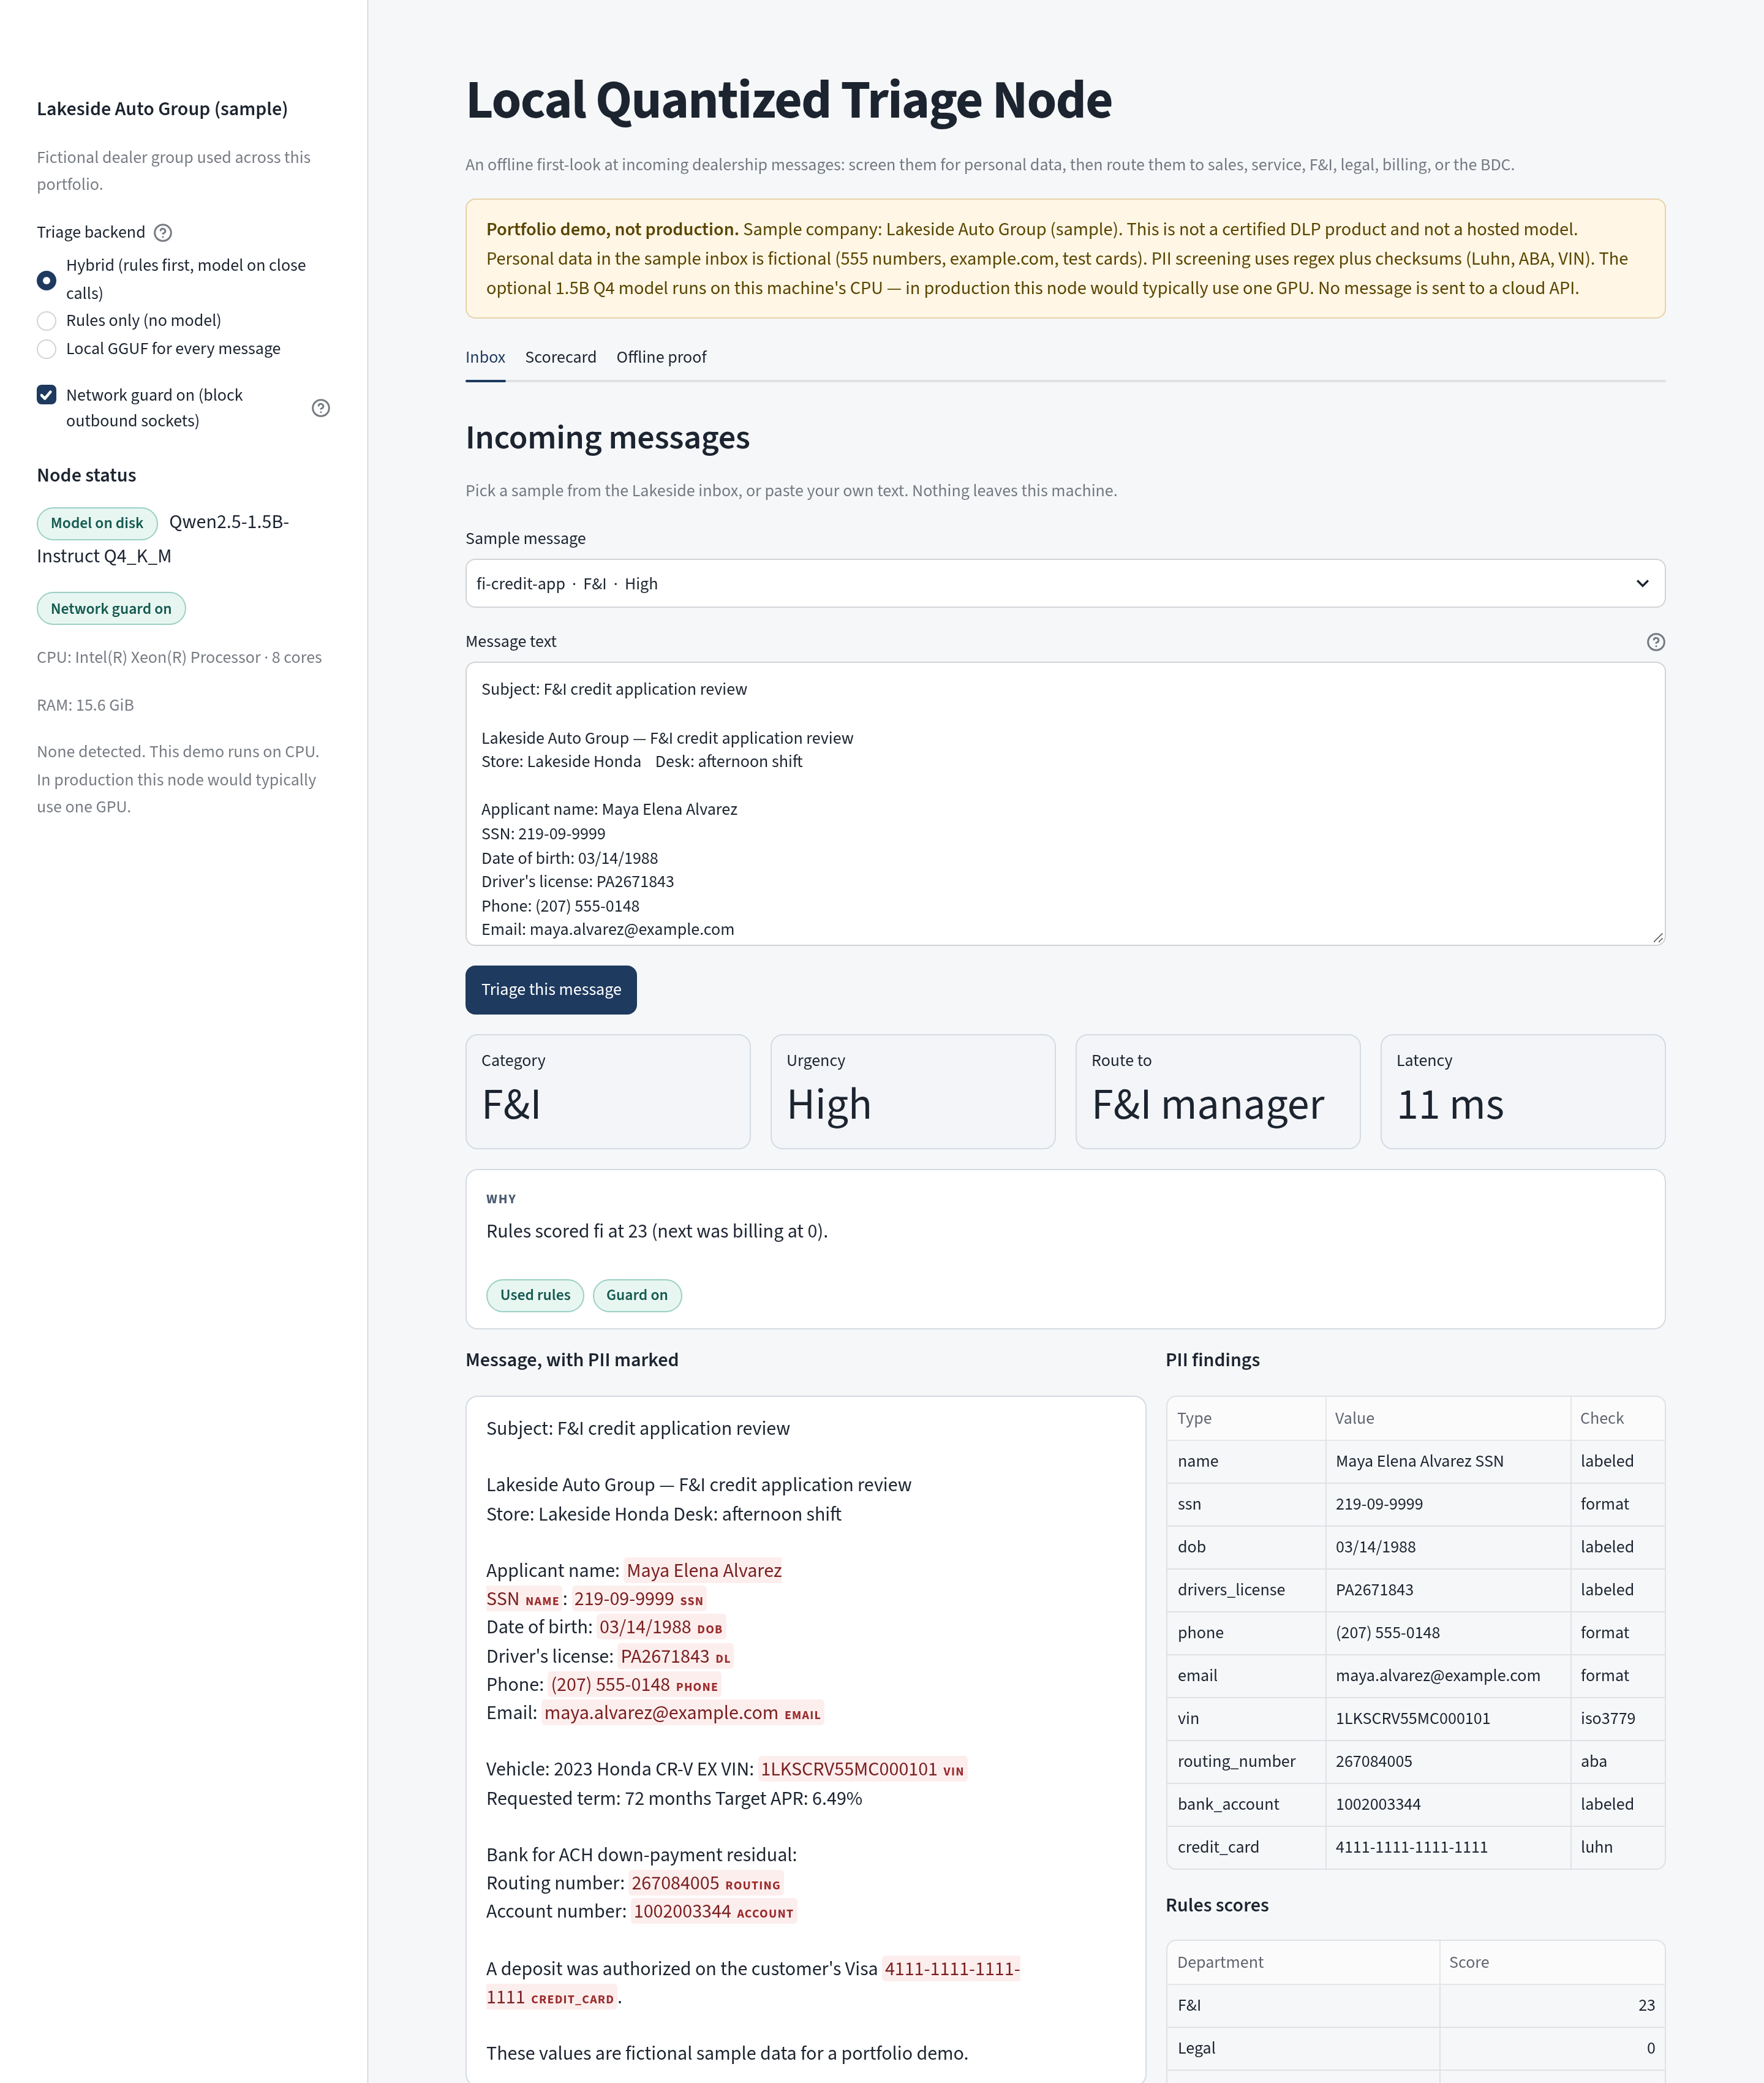 Lakeside Auto Group (sample)
Fictional dealer group used across this
portfolio.
Triage backend
Hybrid (rules first, model on close
calls)
Rules only (no model)
Local GGUF for every message
Network guard on (block
outbound sockets)
Node status
Model on disk Qwen2.5-1.5B-
Instruct Q4_K_M
Network guard on
CPU: Intel(R) Xeon(R) Processor · 8 cores
RAM: 15.6 GiB
None detected. This demo runs on CPU.
In production this node would typically
use one GPU.
Local Quantized Triage Node
An offline first-look at incoming dealership messages: screen them for personal data, then route them to sales, service, F&I, legal, billing, or the BDC.
Portfolio demo, not production. Sample company: Lakeside Auto Group (sample). This is not a certified DLP product and not a hosted model.
Personal data in the sample inbox is fictional (555 numbers, example.com, test cards). PII screening uses regex plus checksums (Luhn, ABA, VIN). The
optional 1.5B Q4 model runs on this machine's CPU — in production this node would typically use one GPU. No message is sent to a cloud API.
Inbox Scorecard Offline proof
Incoming messages
Pick a sample from the Lakeside inbox, or paste your own text. Nothing leaves this machine.
Sample message
fi-credit-app · F&I · High
Message text
Subject: F&I credit application review
Lakeside Auto Group — F&I credit application review
Store: Lakeside Honda Desk: afternoon shift
Applicant name: Maya Elena Alvarez
SSN: 219-09-9999
Date of birth: 03/14/1988
Driver's license: PA2671843
Phone: (207) 555-0148
Email: maya.alvarez@example.com
Triage this message
Category
F&I
Urgency
High
Route to
F&I manager
Latency
11 ms
WHY
Rules scored fi at 23 (next was billing at 0).
Used rules Guard on
Message, with PII marked
Subject: F&I credit application review
Lakeside Auto Group — F&I credit application review
Store: Lakeside Honda Desk: afternoon shift
Applicant name: Maya Elena Alvarez
SSN NAME : 219-09-9999 SSN
Date of birth: 03/14/1988 DOB
Driver's license: PA2671843 DL
Phone: (207) 555-0148 PHONE
Email: maya.alvarez@example.com EMAIL
Vehicle: 2023 Honda CR-V EX VIN: 1LKSCRV55MC000101 VIN
Requested term: 72 months Target APR: 6.49%
Bank for ACH down-payment residual:
Routing number: 267084005 ROUTING
Account number: 1002003344 ACCOUNT
A deposit was authorized on the customer's Visa 4111-1111-1111-
1111 CREDIT_CARD .
These values are fictional sample data for a portfolio demo.
PII findings
Type Value Check
name Maya Elena Alvarez SSN labeled
ssn 219-09-9999 format
dob 03/14/1988 labeled
drivers_license PA2671843 labeled
phone (207) 555-0148 format
email maya.alvarez@example.com format
vin 1LKSCRV55MC000101 iso3779
routing_number 267084005 aba
bank_account 1002003344 labeled
credit_card 4111-1111-1111-1111 luhn
Rules scores
Department Score
F&I 23
Legal 0